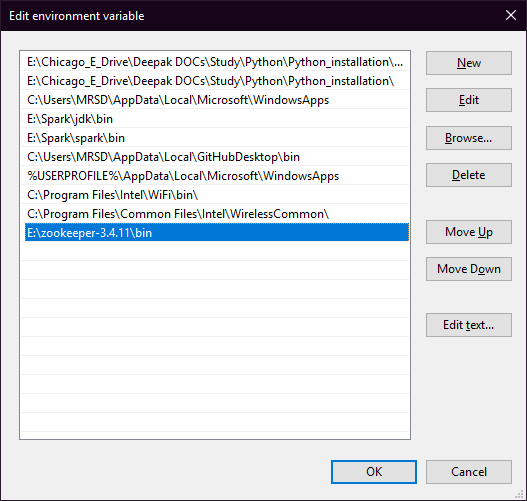 Edit environment variable
E:\Chicago_E_Drive\Deepak DOCs\Study\Python\Python_installation\...
E:\Chicago_E_Drive\Deepak DOCs\Study\Python\Python_installation\
C:\Users\MRSD\AppData\Local\Microsoft\WindowsApps
E:\Spark\jdk\bin
E:\Spark\spark\bin
C:\Users\MRSD\AppData\Local\GitHubDesktop\bin
%USERPROFILE%\AppData\Local\Microsoft\WindowsApps
C:\Program Files\Intel\WiFi\bin\
C:\Program Files\Common Files\Intel\WirelessCommon\
E:\zookeeper-3.4.11\bin
New
Edit
Browse...
Delete
Move Up
Move Down
Edit text...
OK
Cancel